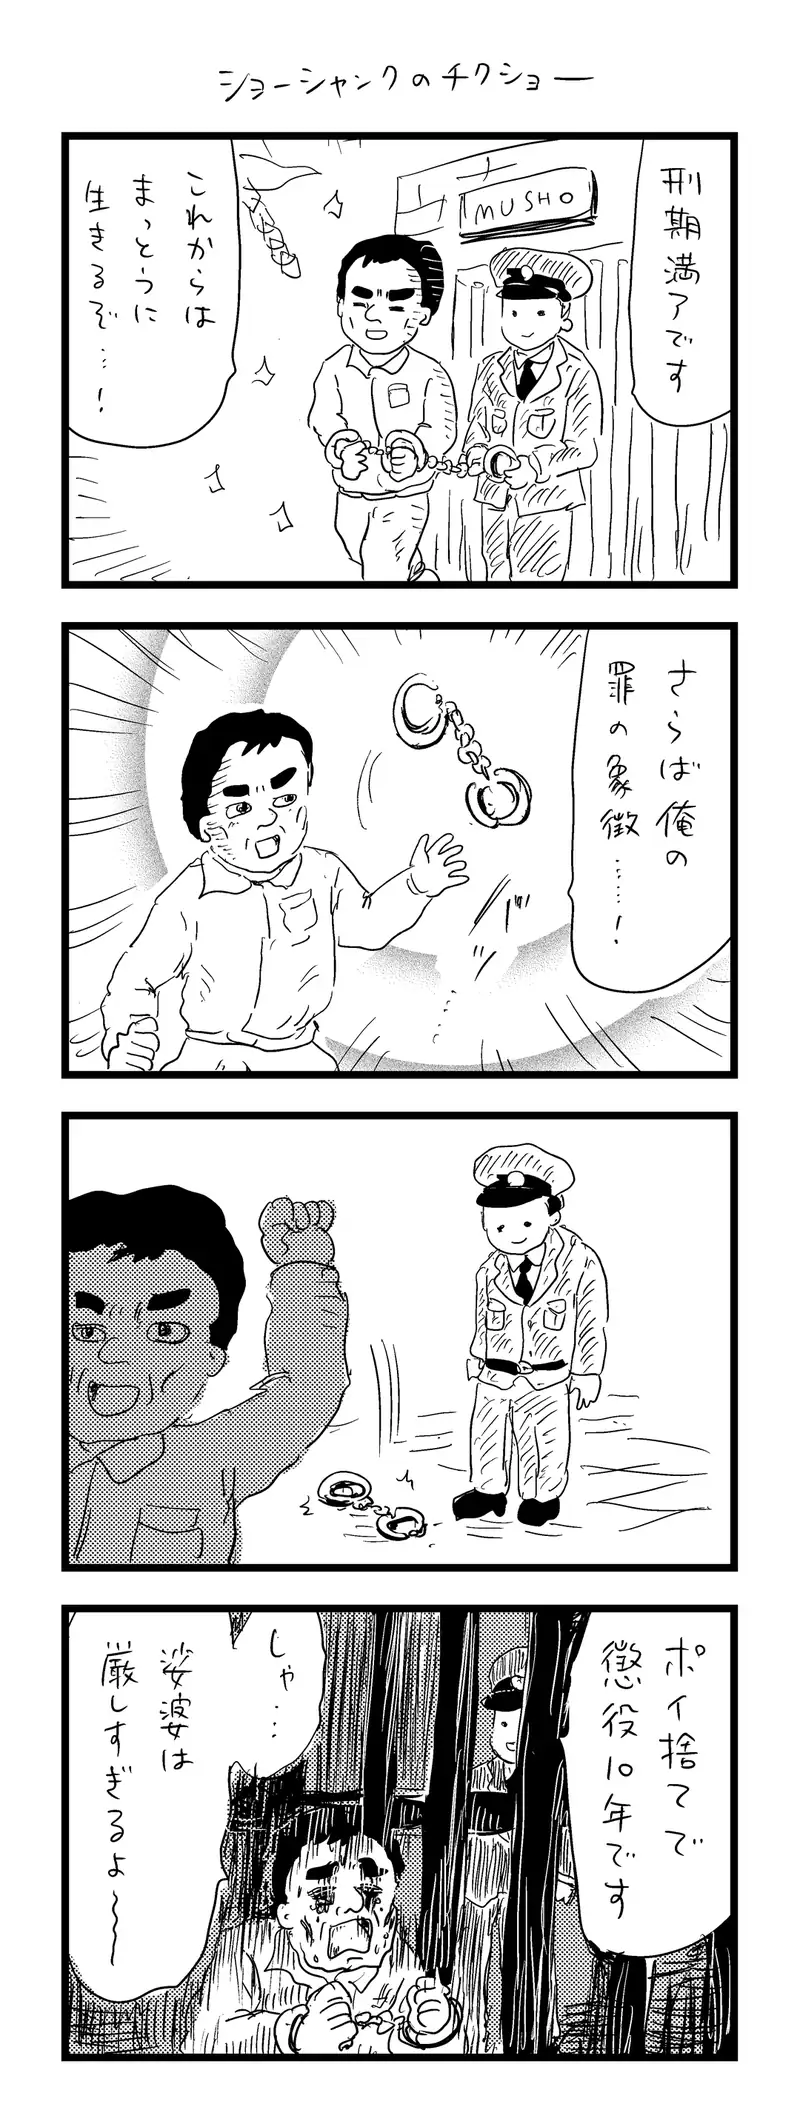 ショーシャンクのチクショー
刑期満了です
MUSHO
これからは
まっとうに
生きるぞ…!
さらば俺の
罪の象徴……!
ポイ捨てで
懲役10年です
しゃ…
娑婆は
厳しすぎるよ〜〜